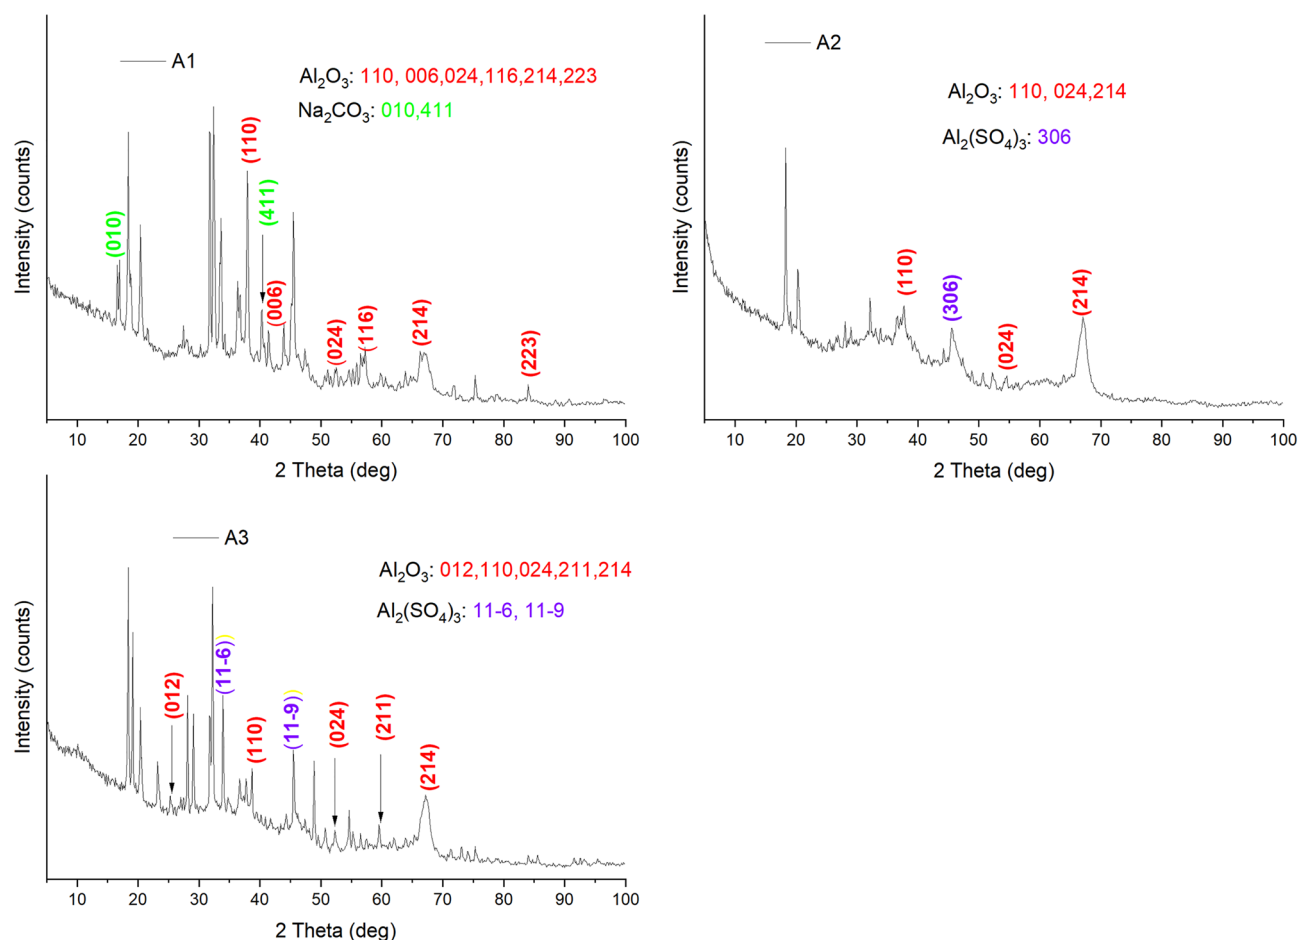 A1
Al₂O₃: 110, 006,024,116,214,223
Na₂CO₃: 010,411
Intensity (counts)
(010)
(110)
(411)
(006)
(024)
(116)
(214)
(223)
10 20 30 40 50 60 70 80 90 100
2 Theta (deg)
A2
Al₂O₃: 110, 024,214
Al₂(SO₄)₃: 306
Intensity (counts)
(110)
(306)
(024)
(214)
10 20 30 40 50 60 70 80 90 100
2 Theta (deg)
A3
Al₂O₃: 012,110,024,211,214
Al₂(SO₄)₃: 11-6, 11-9
Intensity (counts)
(012)
(11-6)
(110)
(11-9)
(024)
(211)
(214)
10 20 30 40 50 60 70 80 90 100
2 Theta (deg)